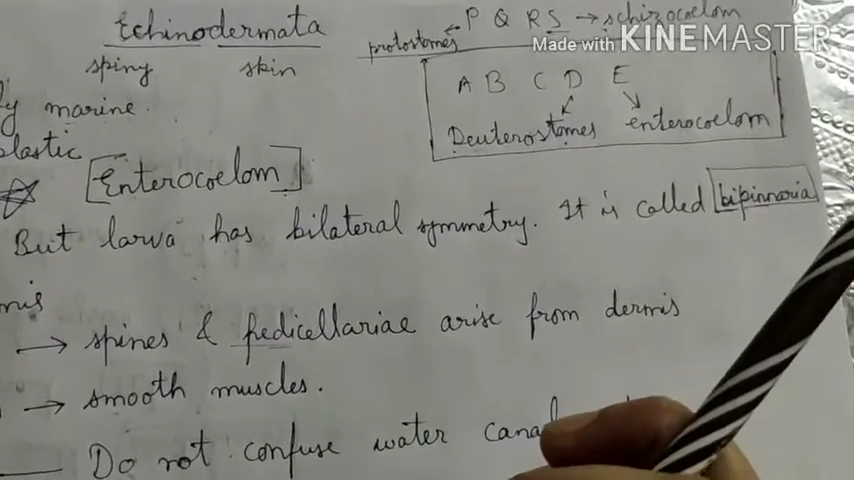 Echinodermata
spiny skin
P Q R S → schizocoelom
protostomes
Made with KINEMASTER
A B C D E
Deuterostomes enterocoelom
y marine.
plastic
Enterocoelom
But larva has bilateral symmetry. It is called bipinnaria
mis
→ spines & pedicellariae arise from dermis
→ smooth muscles.
Do not confuse water canal